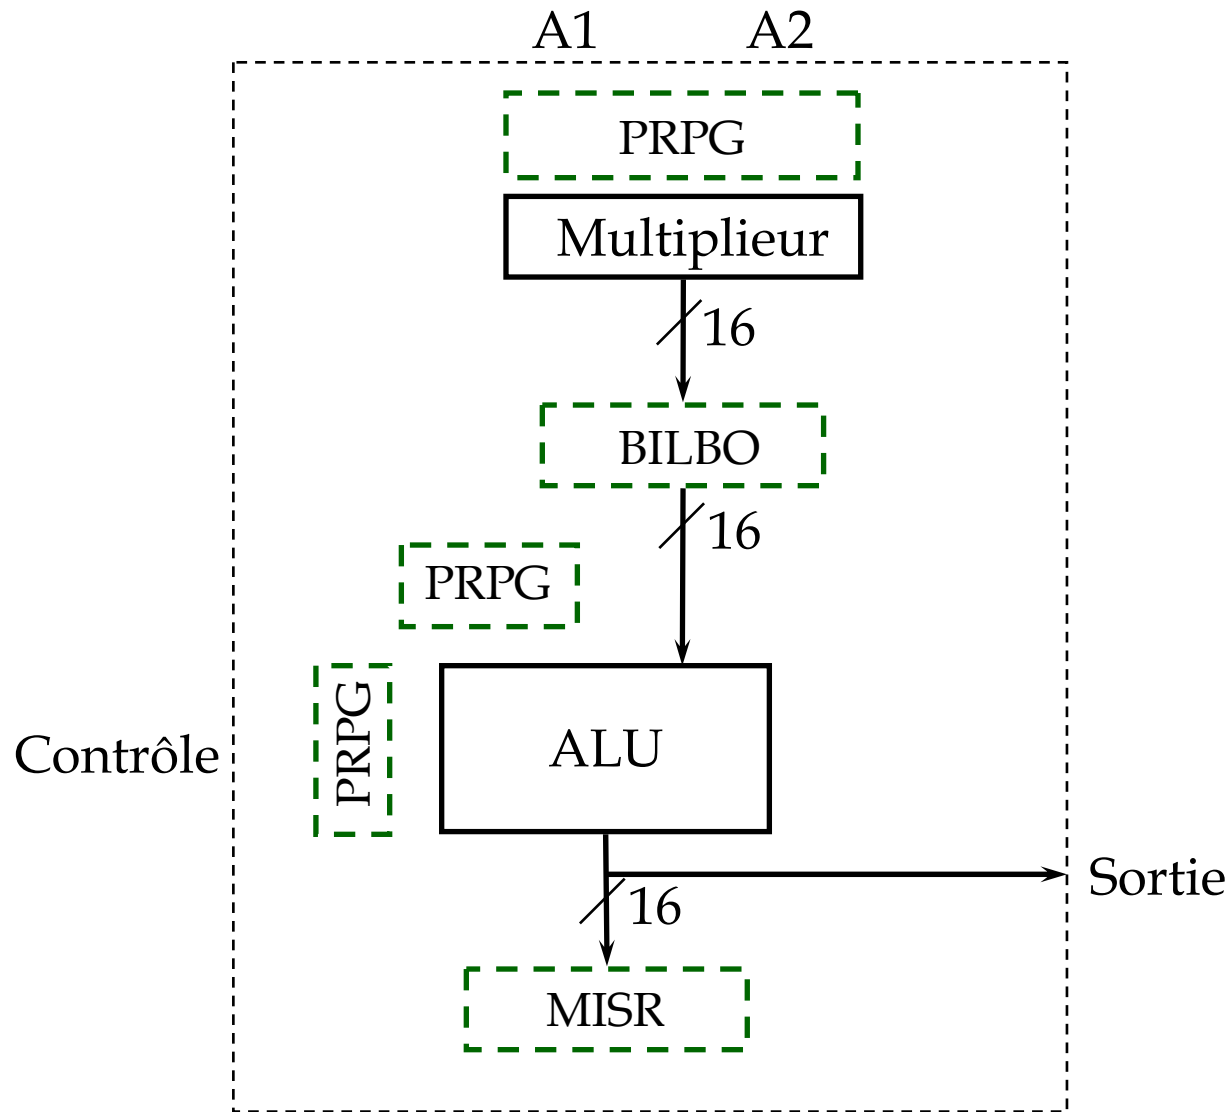 A1 A2
PRPG
Multiplieur
16
BILBO
16
PRPG
PRPG
ALU
Contrôle
Sortie
16
MISR